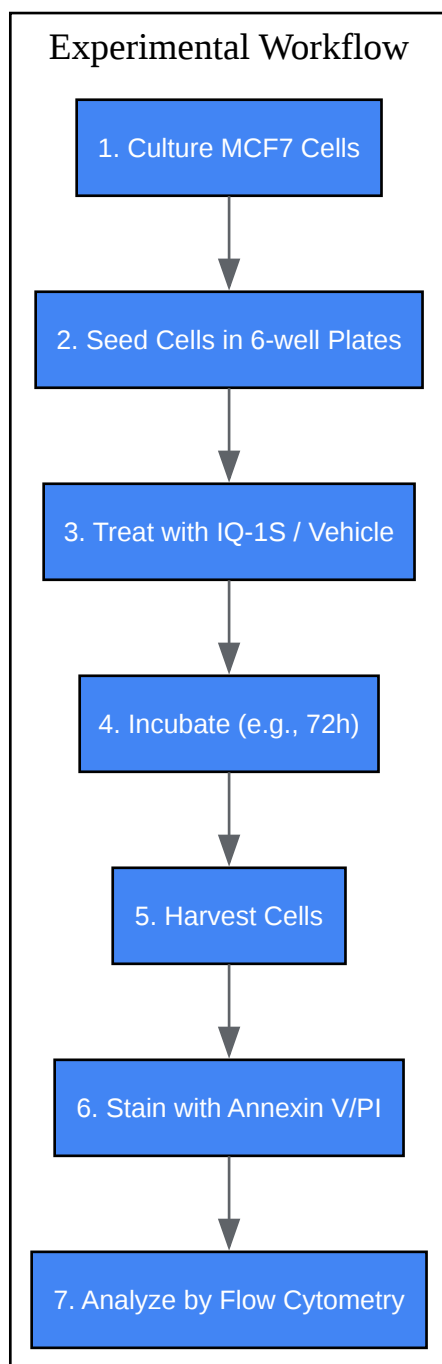 Experimental Workflow
1. Culture MCF7 Cells
2. Seed Cells in 6-well Plates
3. Treat with IQ-1S / Vehicle
4. Incubate (e.g., 72h)
5. Harvest Cells
6. Stain with Annexin V/PI
7. Analyze by Flow Cytometry